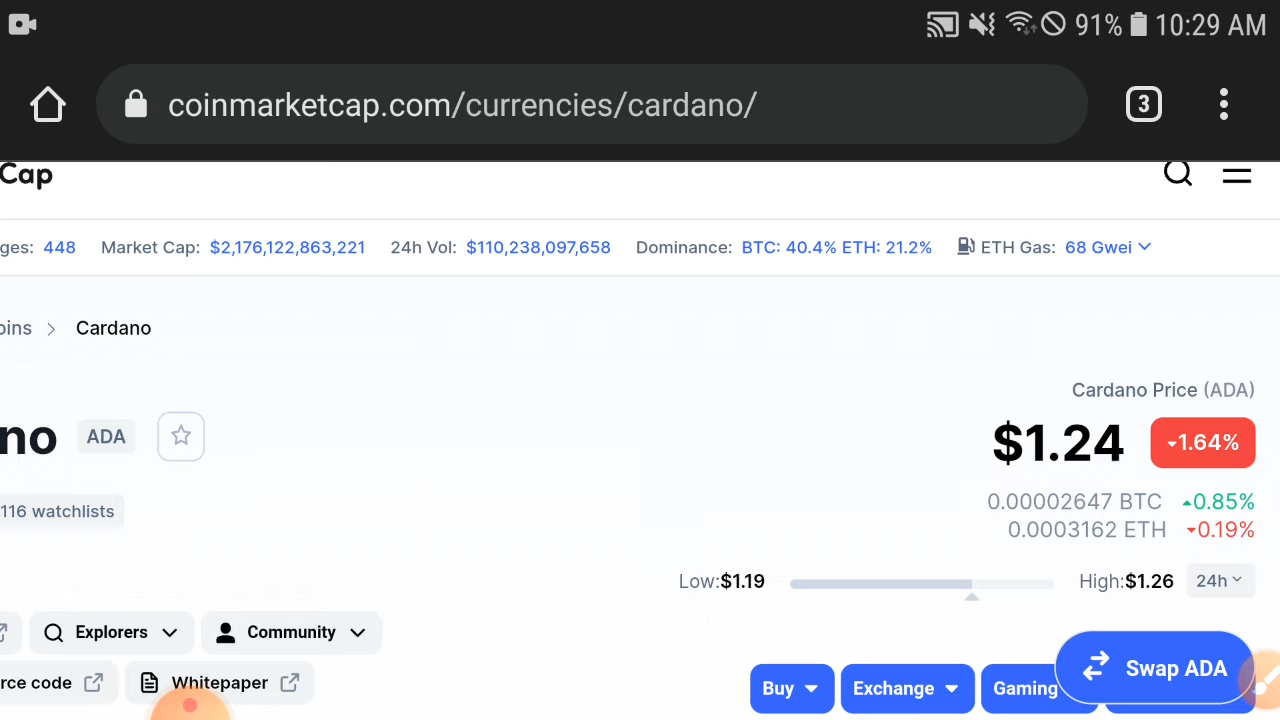 91% 10:29 AM
coinmarketcap.com/currencies/cardano/ 3
Cap
ges: 448 Market Cap: $2,176,122,863,221 24h Vol: $110,238,097,658 Dominance: BTC: 40.4% ETH: 21.2% ETH Gas: 68 Gwei
oins > Cardano
Cardano Price (ADA)
no ADA $1.24 1.64%
0.00002647 BTC 0.85%
116 watchlists
0.0003162 ETH 0.19%
Low:$1.19 High:$1.26 24h
Explorers Community
rce code Whitepaper
Buy Exchange Gaming Swap ADA